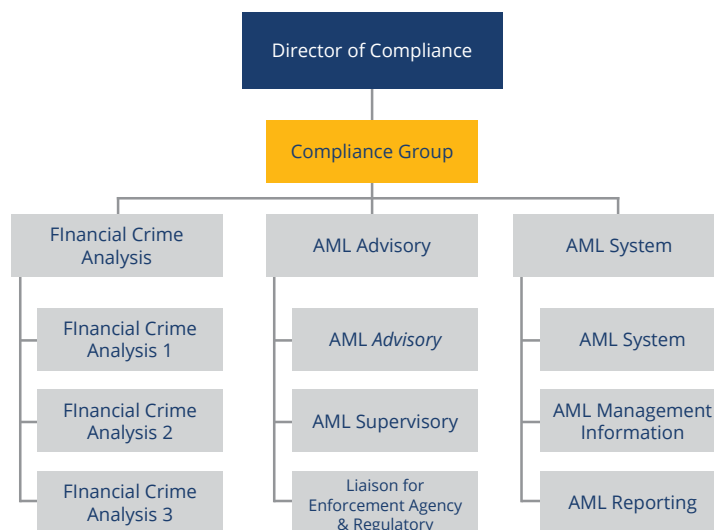 Director of Compliance
Compliance Group
FInancial Crime
Analysis
AML Advisory
AML System
FInancial Crime
Analysis 1
AML Advisory
AML System
FInancial Crime
Analysis 2
AML Supervisory
AML Management
Information
FInancial Crime
Analysis 3
Liaison for
Enforcement Agency
& Regulatory
AML Reporting